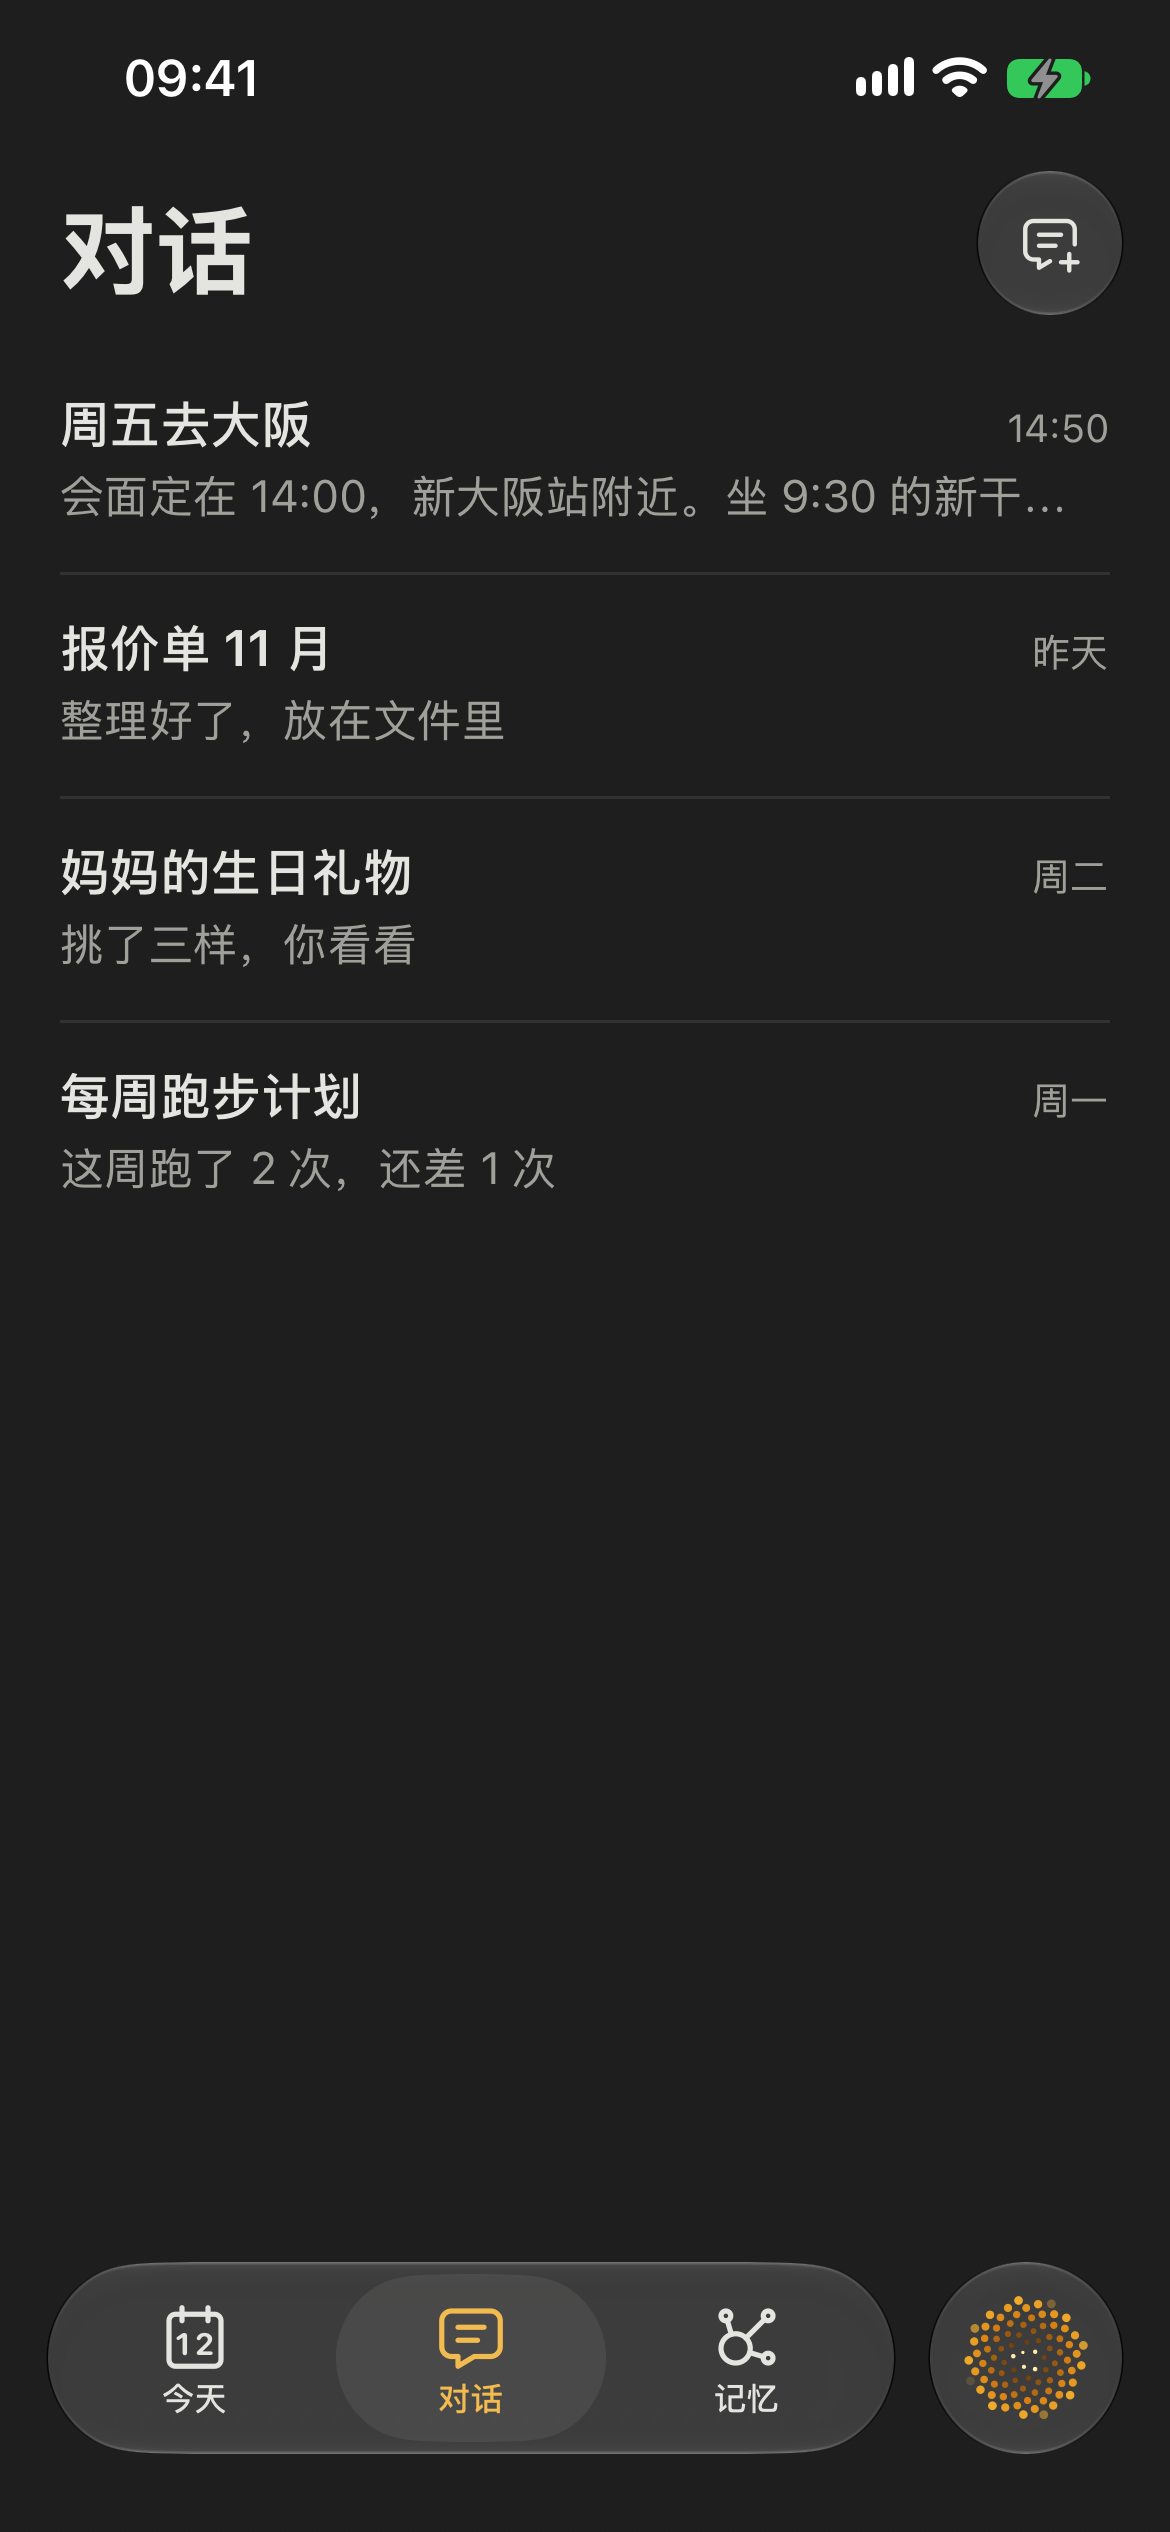 09:41
对话
周五去大阪
14:50
会面定在 14:00，新大阪站附近。坐 9:30 的新干...
报价单 11 月
昨天
整理好了，放在文件里
妈妈的生日礼物
周二
挑了三样，你看看
每周跑步计划
周一
这周跑了 2 次，还差 1 次
12
今天
对话
记忆